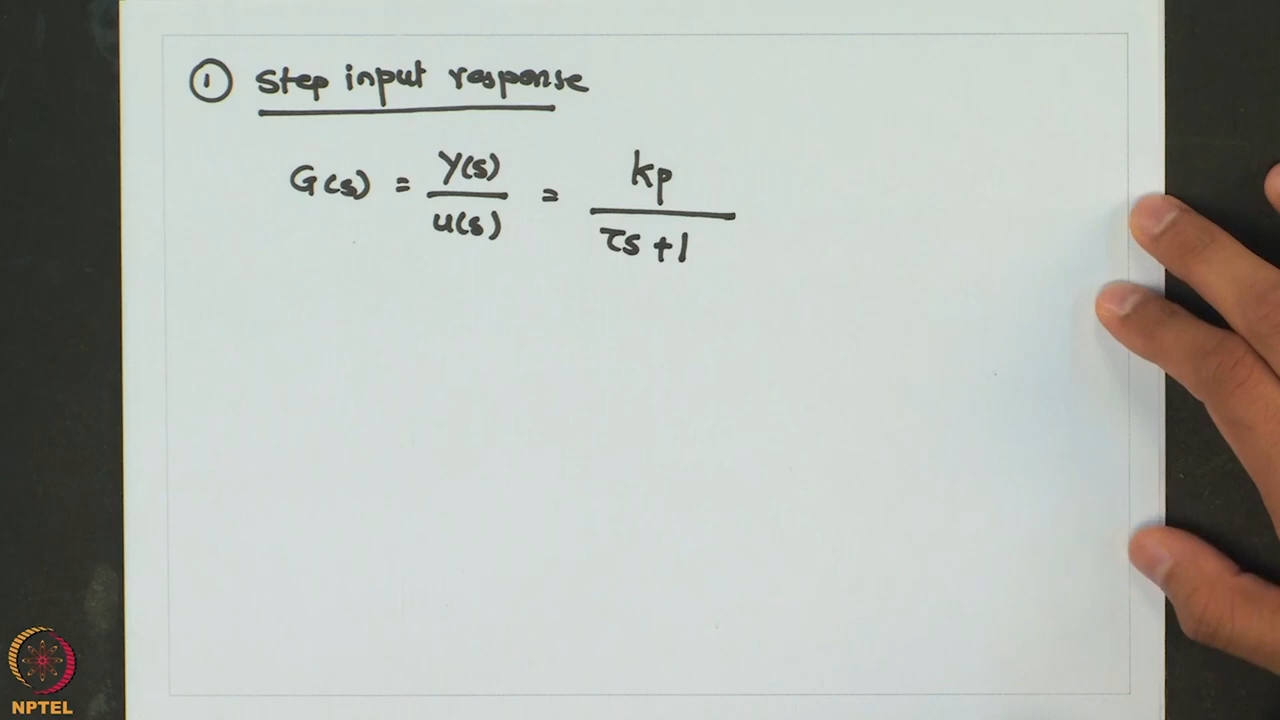 ① Step input response
G(s) = Y(s)/u(s) = kp/τs+1
NPTEL